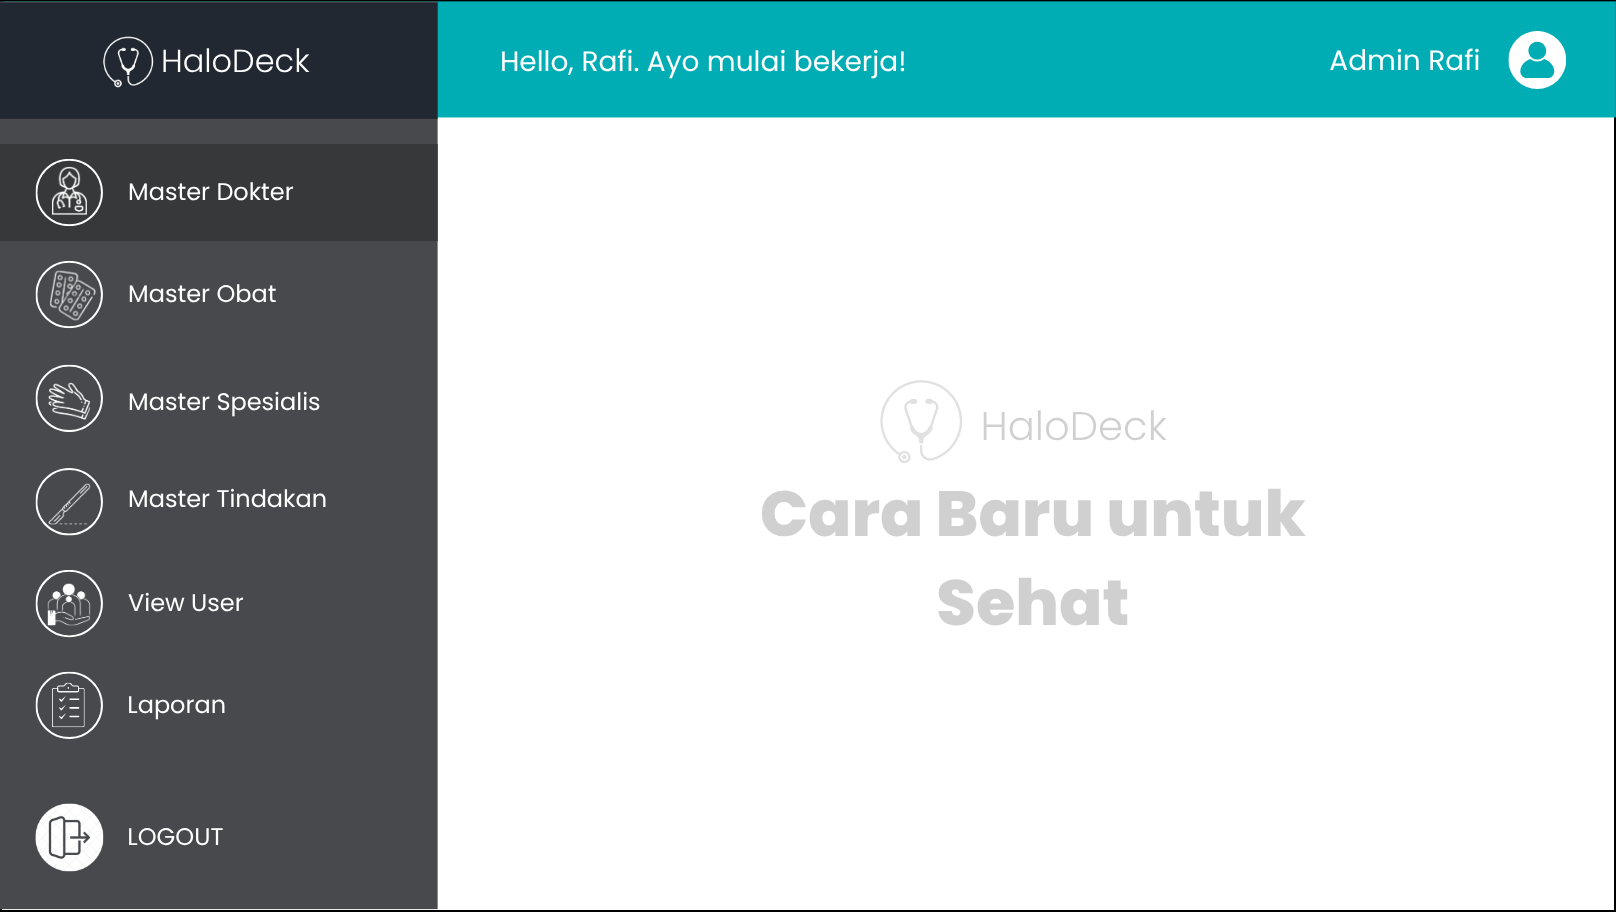 HaloDeck
Hello, Rafi. Ayo mulai bekerja!
Admin Rafi
Master Dokter
Master Obat
Master Spesialis
Master Tindakan
View User
Laporan
LOGOUT
HaloDeck
Cara Baru untuk
Sehat